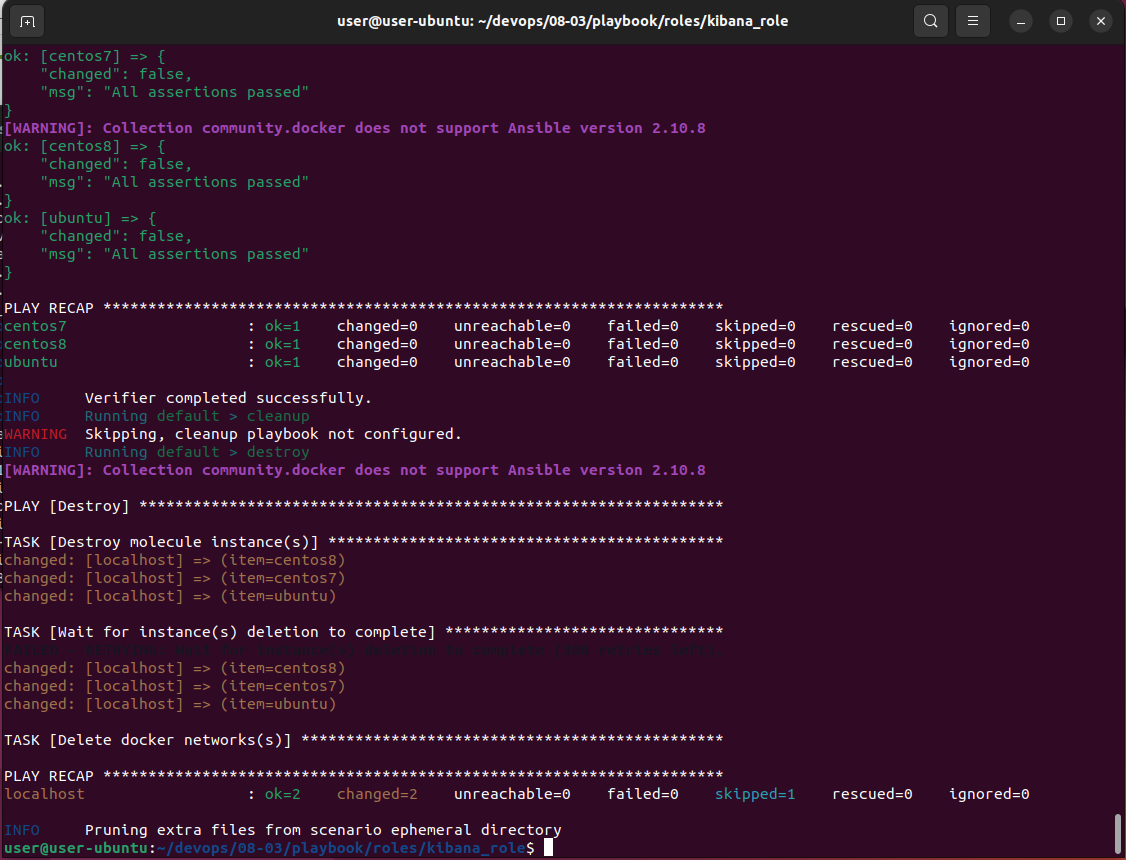 user@user-ubuntu: ~/devops/08-03/playbook/roles/kibana_role
ok: [centos7] => {
    "changed": false,
    "msg": "All assertions passed"
}
[WARNING]: Collection community.docker does not support Ansible version 2.10.8
ok: [centos8] => {
    "changed": false,
    "msg": "All assertions passed"
}
ok: [ubuntu] => {
    "changed": false,
    "msg": "All assertions passed"
}
PLAY RECAP *********************************************************************
centos7                    : ok=1    changed=0    unreachable=0    failed=0    skipped=0    rescued=0    ignored=0
centos8                    : ok=1    changed=0    unreachable=0    failed=0    skipped=0    rescued=0    ignored=0
ubuntu                     : ok=1    changed=0    unreachable=0    failed=0    skipped=0    rescued=0    ignored=0
INFO     Verifier completed successfully.
INFO     Running default > cleanup
WARNING  Skipping, cleanup playbook not configured.
INFO     Running default > destroy
[WARNING]: Collection community.docker does not support Ansible version 2.10.8
PLAY [Destroy] *****************************************************************
TASK [Destroy molecule instance(s)] ********************************************
changed: [localhost] => (item=centos8)
changed: [localhost] => (item=centos7)
changed: [localhost] => (item=ubuntu)
TASK [Wait for instance(s) deletion to complete] *******************************
changed: [localhost] => (item=centos8)
changed: [localhost] => (item=centos7)
changed: [localhost] => (item=ubuntu)
TASK [Delete docker networks(s)] ***********************************************
PLAY RECAP *********************************************************************
localhost                  : ok=2    changed=2    unreachable=0    failed=0    skipped=1    rescued=0    ignored=0
INFO     Pruning extra files from scenario ephemeral directory
user@user-ubuntu:~/devops/08-03/playbook/roles/kibana_role$